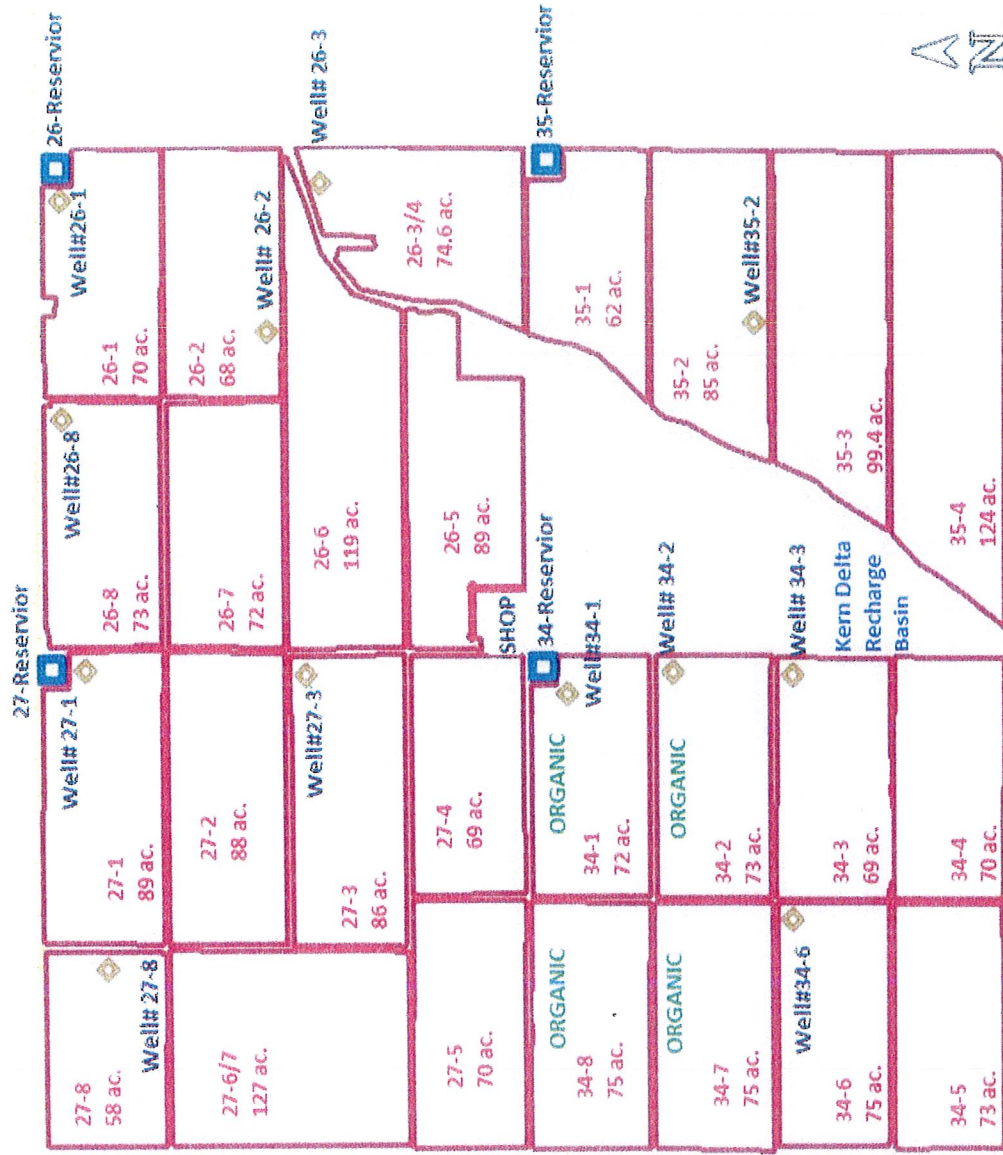 34-5
73 ac.
34-6
75 ac.
Well#34-6
34-7
75 ac.
ORGANIC
34-8
75 ac.
ORGANIC
27-5
70 ac.
27-6/7
127 ac.
27-8
58 ac.
Well# 27-8
34-4
70 ac.
34-3
69 ac.
Well# 34-3
34-2
73 ac.
ORGANIC
Well# 34-2
34-1
72 ac.
ORGANIC
Well#34-1
34-Reservior
27-4
69 ac.
SHOP
27-3
86 ac.
Well#27-3
27-2
88 ac.
27-1
89 ac.
Well# 27-1
27-Reservior
Kern Delta
Recharge
Basin
26-5
89 ac.
26-6
119 ac.
26-7
72 ac.
26-8
73 ac.
Well#26-8
35-4
124 ac.
35-3
99.4 ac.
35-2
85 ac.
Well#35-2
35-1
62 ac.
35-Reservior
26-3/4
74.6 ac.
Well# 26-3
26-2
68 ac.
Well# 26-2
26-1
70 ac.
Well#26-1
26-Reservior
N